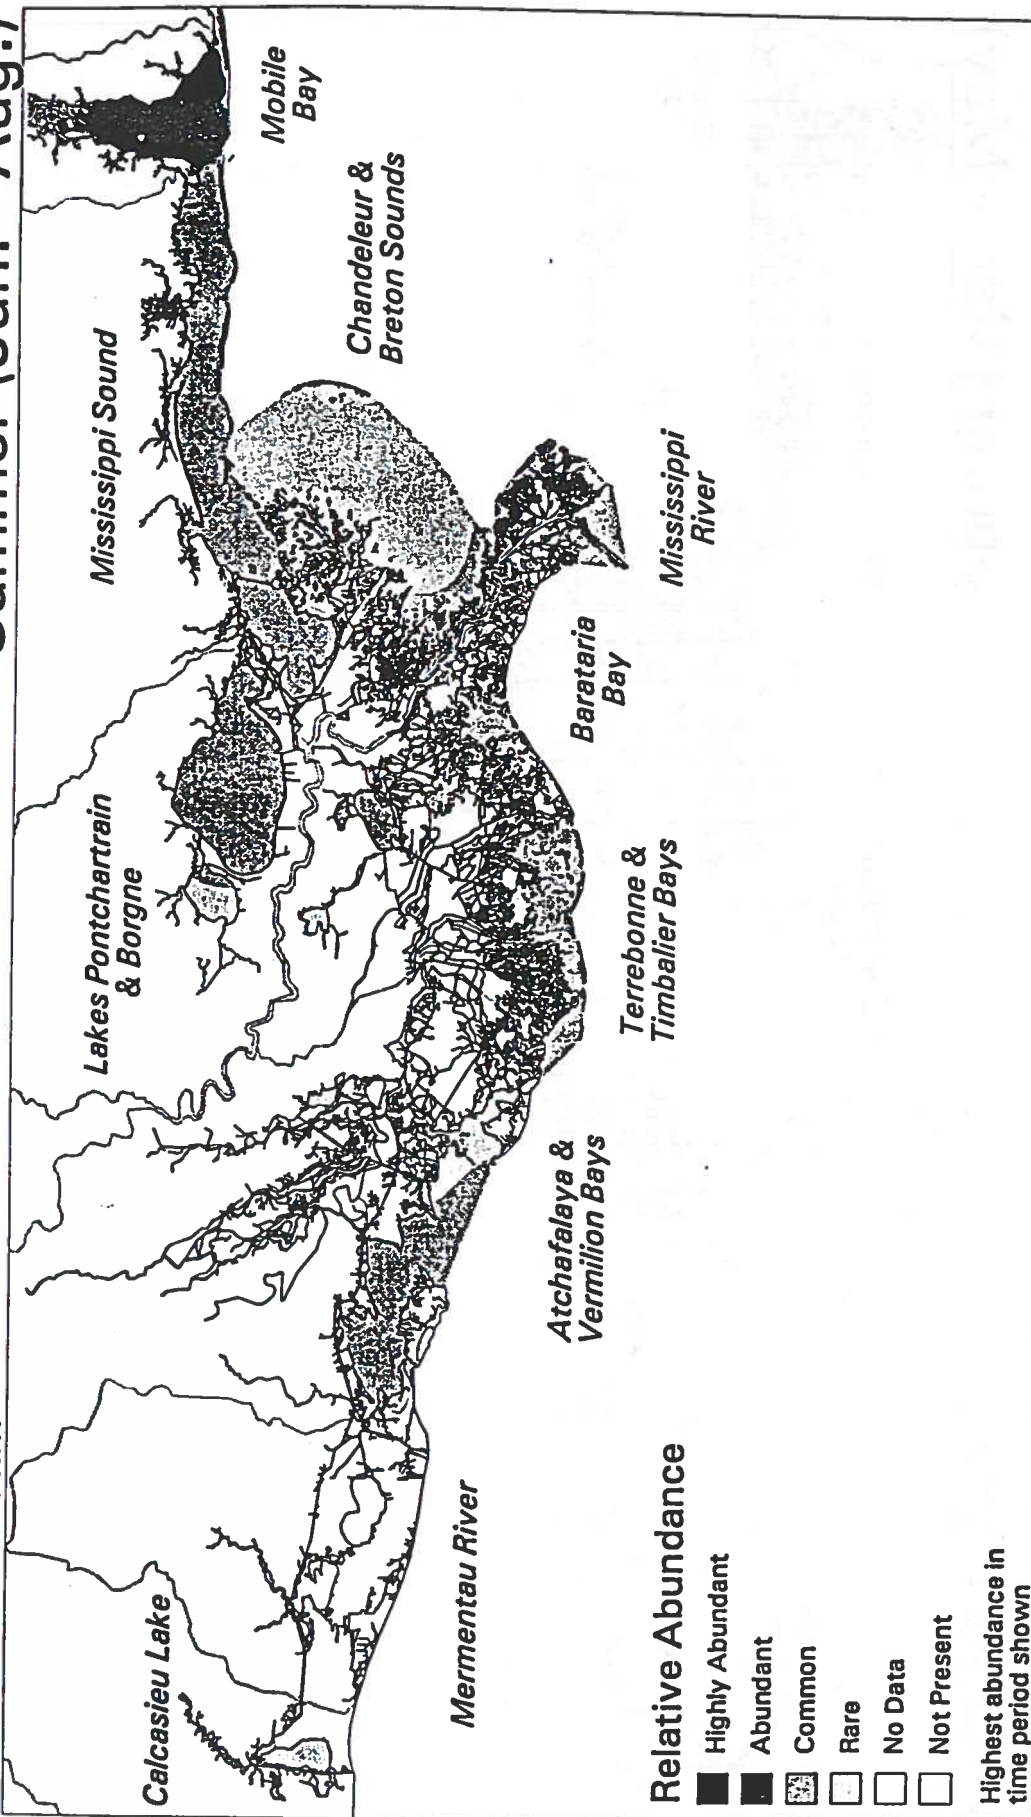 Summer (Jun. - Aug.)
Calcasieu Lake
Mermentau River
Lakes Pontchartrain
& Borgne
Atchafalaya &
Vermilion Bays
Terrebonne &
Timbalier Bays
Mississippi Sound
Barataria
Bay
Mississippi
River
Chandeleur &
Breton Sounds
Mobile
Bay
Relative Abundance
Highly Abundant
Abundant
Common
Rare
No Data
Not Present
Highest abundance in
time period shown